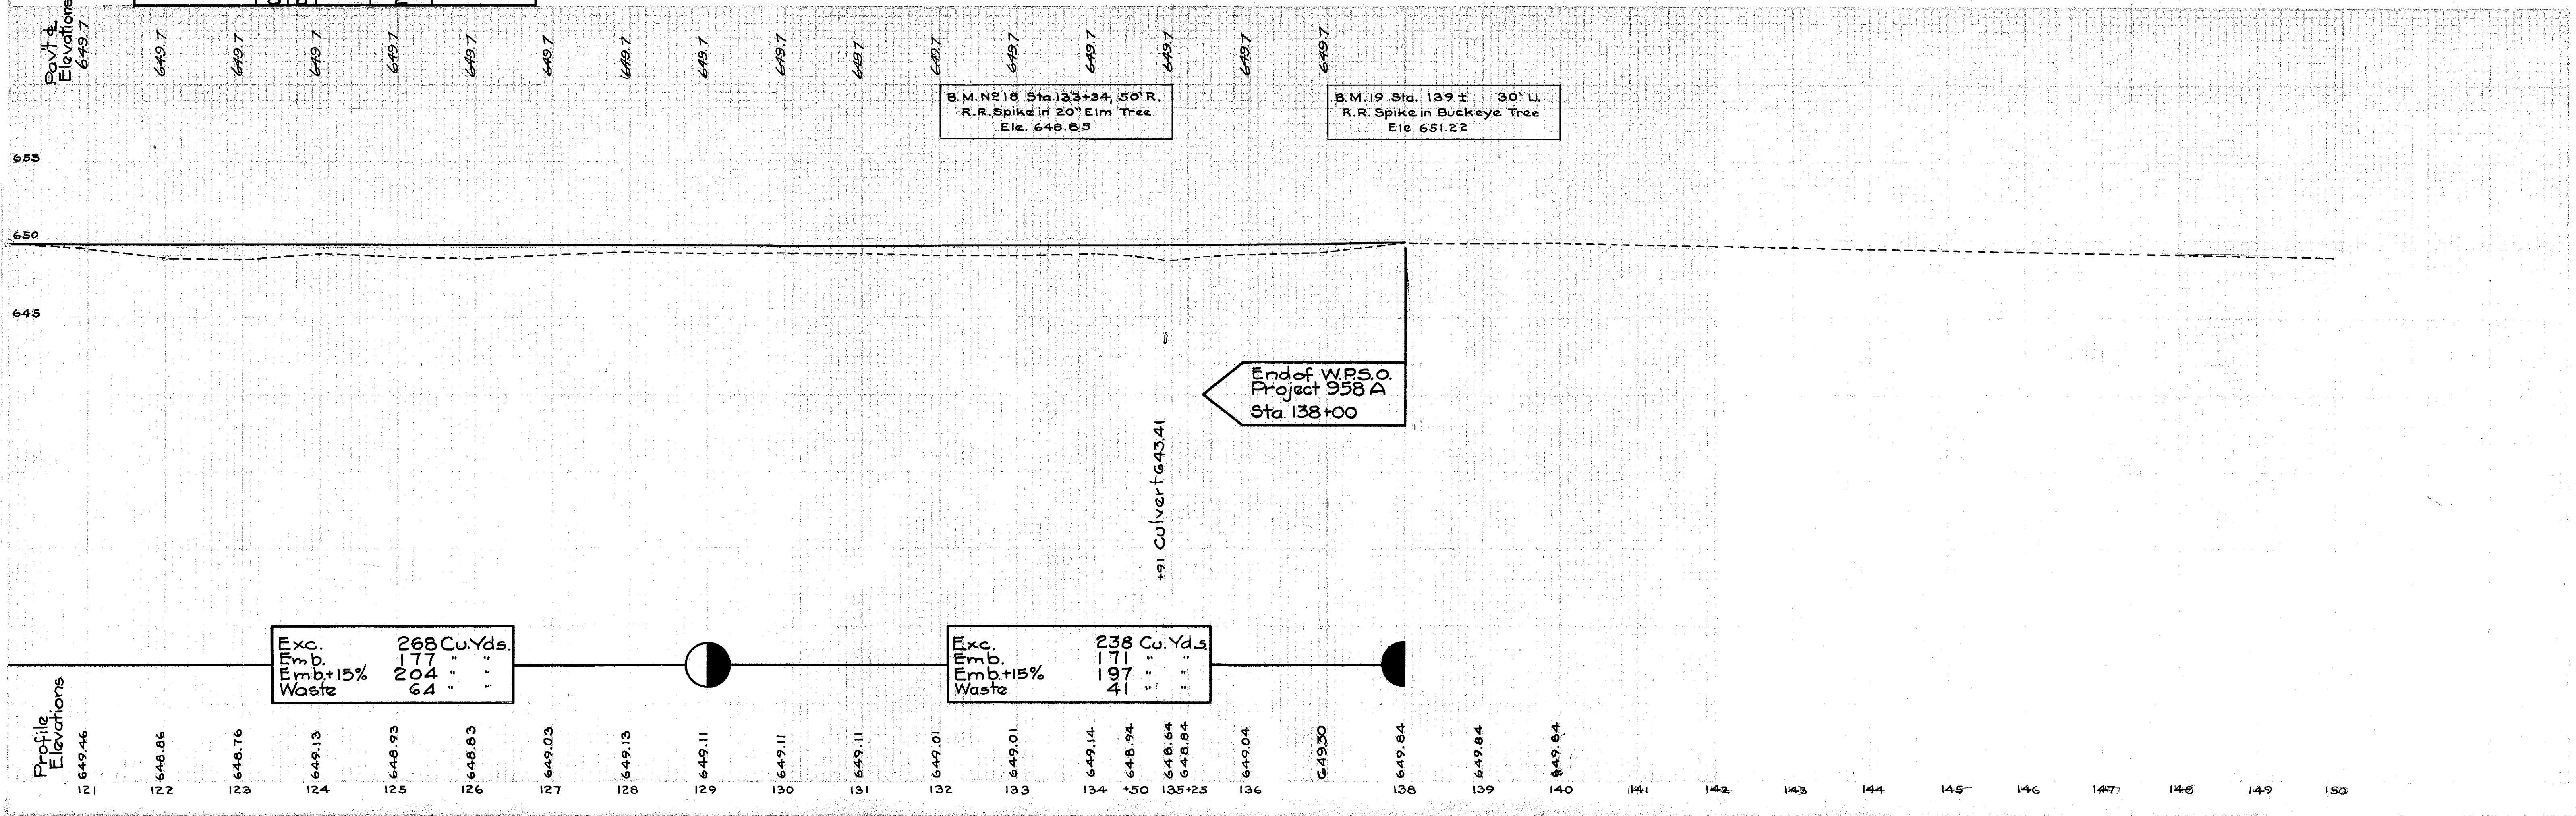 Total 2
Pav't ¢
Elevations
649.7 649.7 649.7 649.7 649.7 649.7 649.7 649.7 649.7 649.7 649.7 649.7 649.7 649.7 649.7 649.7 649.7
B.M. Nº 18 Sta. 133+34, 50' R.
R.R. Spike in 20" Elm Tree
Ele. 648.85
B.M. 19 Sta. 139 ± 30' L.
R.R. Spike in Buckeye Tree
Ele 651.22
655
650
645
End of W.P.S.O.
Project 958 A
Sta. 138+00
+91 Culvert 643.41
Exc. 268 Cu. Yds.
Emb. 177 " "
Emb.+15% 204 " "
Waste 64 " "
Exc. 238 Cu. Yds.
Emb. 171 " "
Emb.+15% 197 " "
Waste 41 " "
Profile
Elevations
649.46 648.86 648.76 649.13 648.93 648.83 649.03 649.13 649.11 649.11 649.11 649.01 649.01 649.14 648.94 648.64 648.84 649.04 649.30 649.84 649.84 649.84
121 122 123 124 125 126 127 128 129 130 131 132 133 134 +50 135 +25 136 138 139 140 141 142 143 144 145 146 147 148 149 150